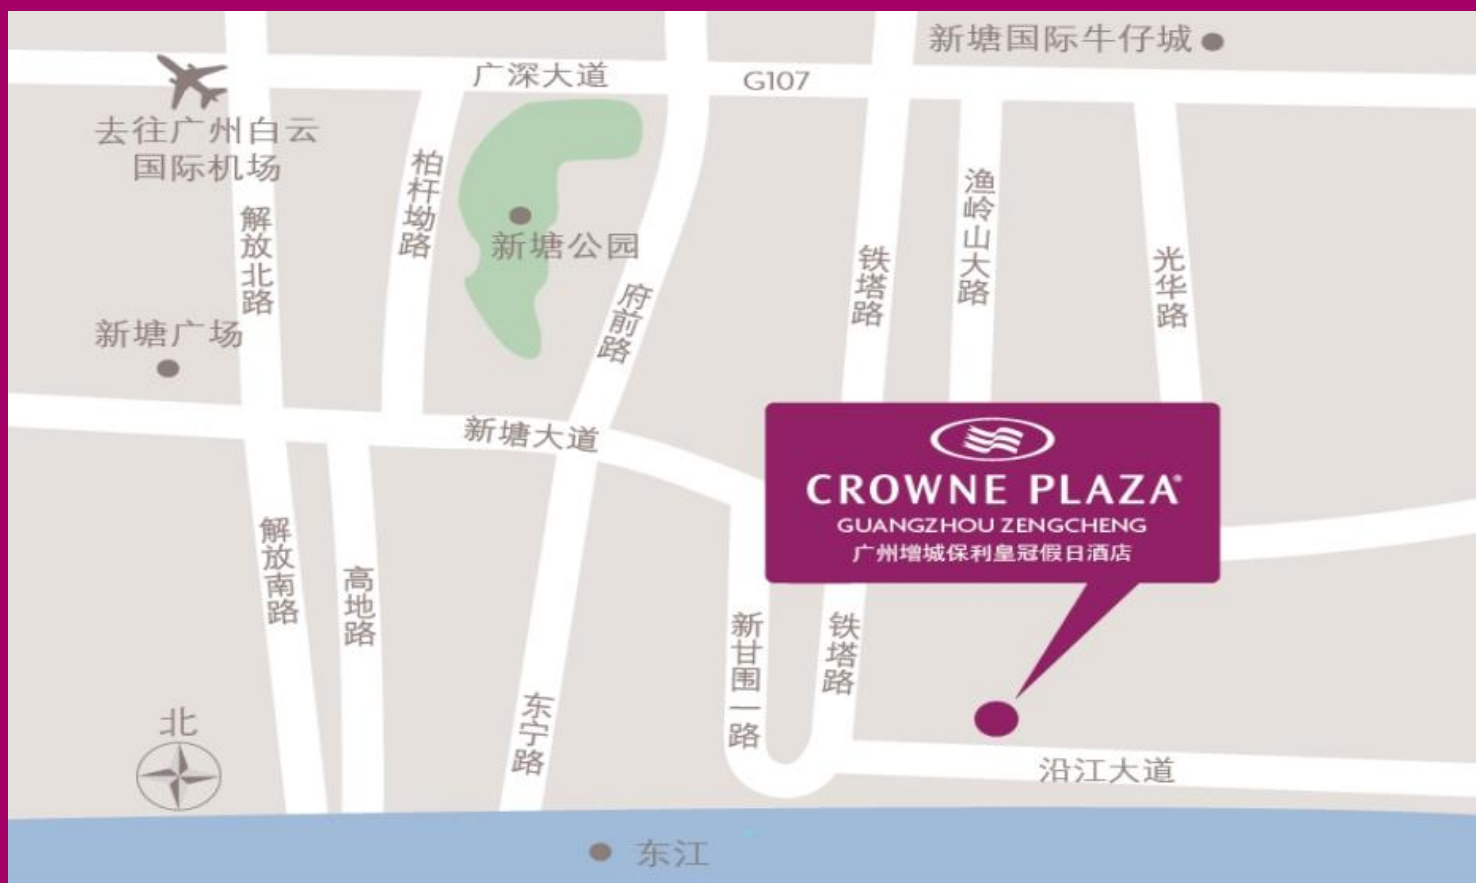 新塘国际牛仔城
广深大道
G107
去往广州白云
国际机场
柏杆坳路
渔岭山大路
解放北路
新塘公园
铁塔路
光华路
府前路
新塘广场
新塘大道
CROWNE PLAZA®
GUANGZHOU ZENGCHENG
广州增城保利皇冠假日酒店
解放南路
高地路
新甘围一路
铁塔路
东宁路
北
沿江大道
东江